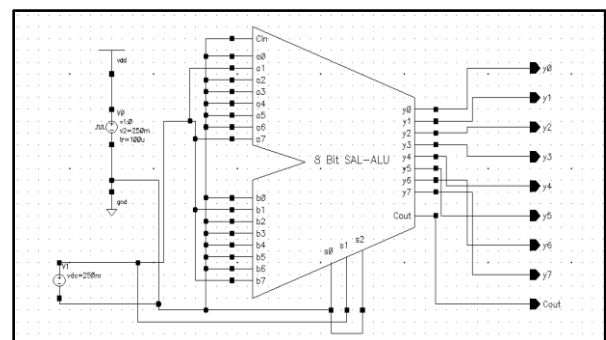 vdd
V0
v1:0
v2=250m
tr=100u
gnd
V1
vdc=250m
Cin
a0
a1
a2
a3
a4
a5
a6
a7
8 Bit SAL-ALU
b0
b1
b2
b3
b4
b5
b6
b7
s0
s1
s2
y0
y1
y2
y3
y4
y5
y6
y7
Cout
y0
y1
y2
y3
y4
y5
y6
y7
Cout